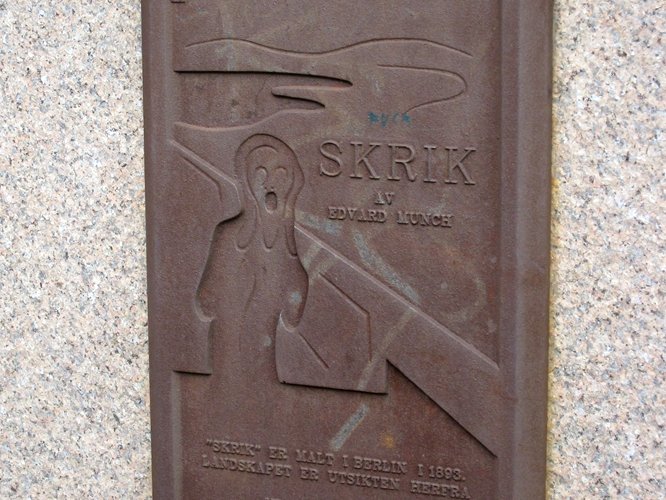 SKRIK
AV
EDVARD MUNCH
"SKRIK" ER MALT I BERLIN I 1893.
LANDSKAPET ER UTSIKTEN HERFRA